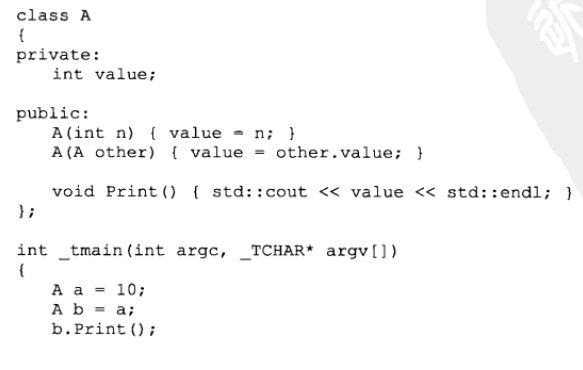 class A
{
private:
    int value;

public:
    A(int n) { value = n; }
    A(A other) { value = other.value; }

    void Print() { std::cout << value << std::endl; }
};

int _tmain(int argc, _TCHAR* argv[])
{
    A a = 10;
    A b = a;
    b.Print();